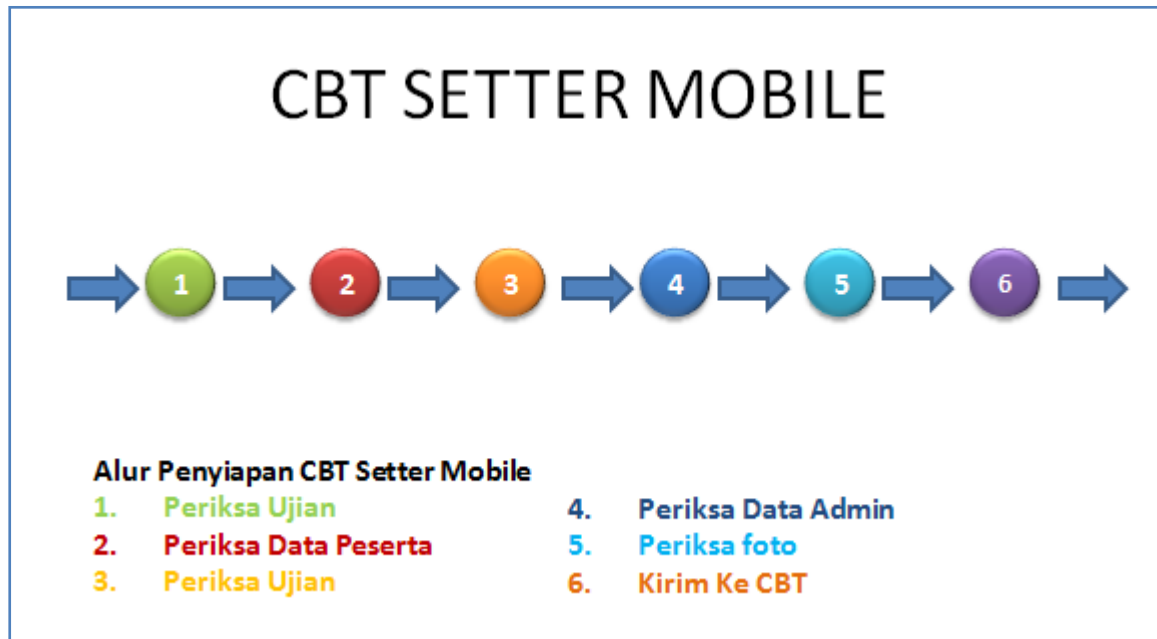 CBT SETTER MOBILE
1 2 3 4 5 6
Alur Penyiapan CBT Setter Mobile
1. Periksa Ujian
2. Periksa Data Peserta
3. Periksa Ujian
4. Periksa Data Admin
5. Periksa foto
6. Kirim Ke CBT